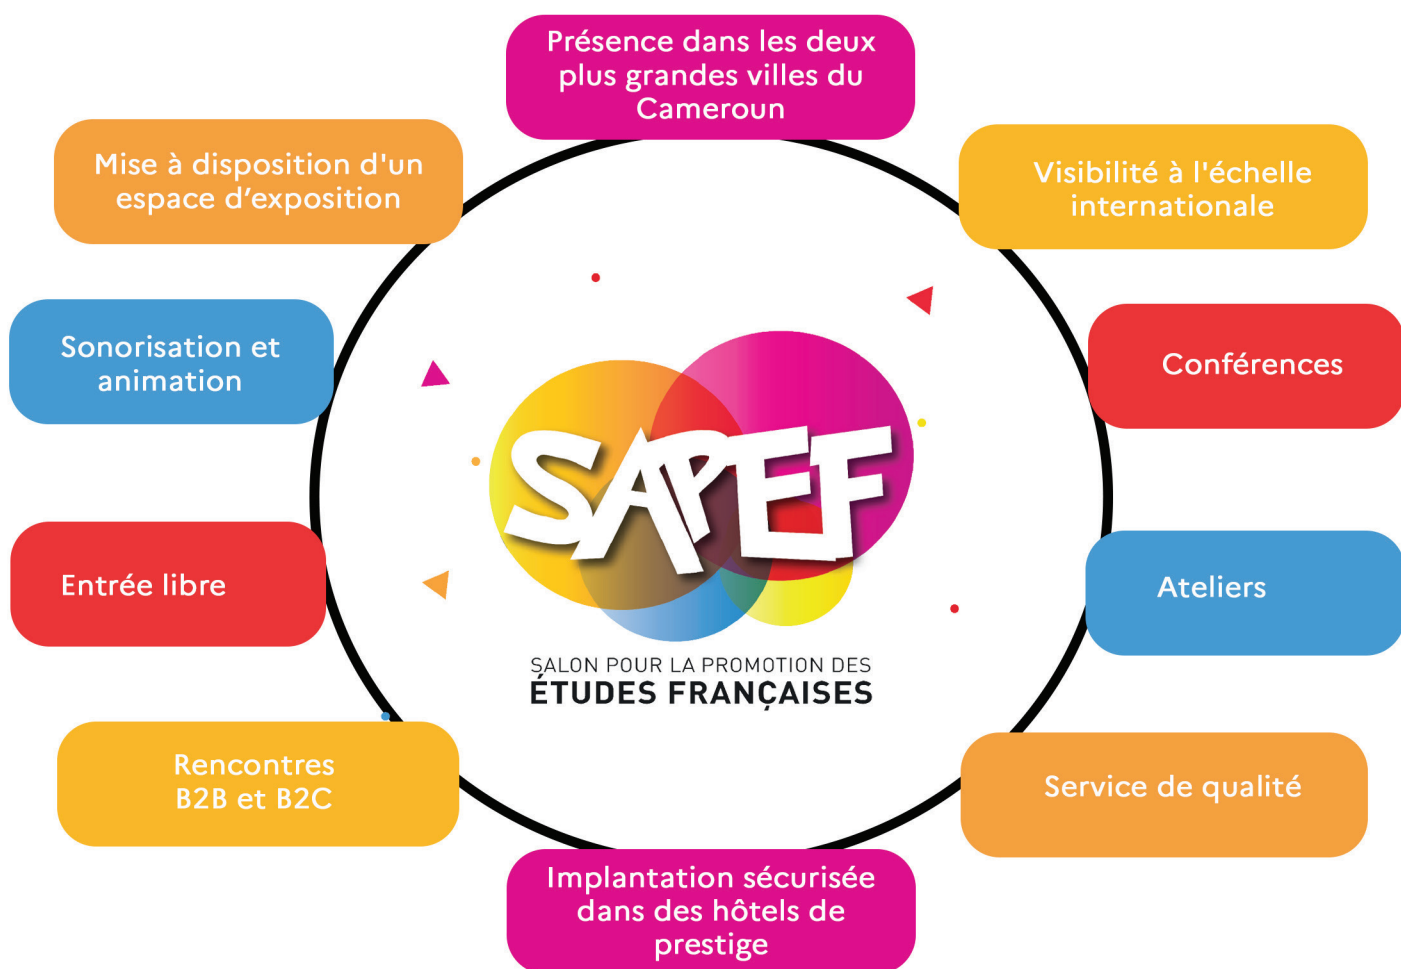 Présence dans les deux
plus grandes villes du
Cameroun
Mise à disposition d'un
espace d’exposition
Visibilité à l'échelle
internationale
Sonorisation et
animation
Conférences
SAPEF
Entrée libre
Ateliers
SALON POUR LA PROMOTION DES
ÉTUDES FRANÇAISES
Rencontres
B2B et B2C
Service de qualité
Implantation sécurisée
dans des hôtels de
prestige